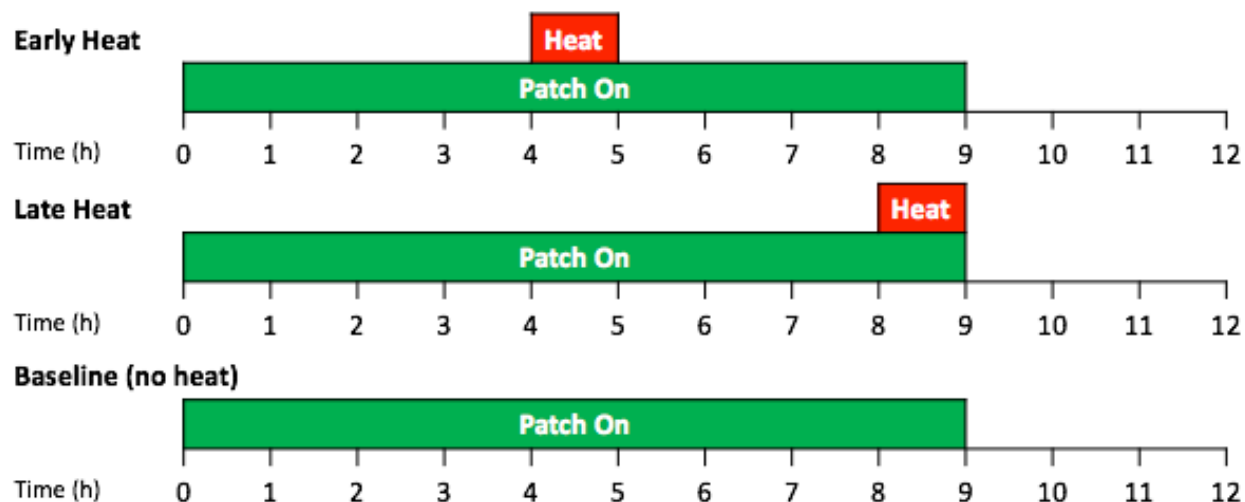 Early Heat
Heat
Patch On
Time (h) 0 1 2 3 4 5 6 7 8 9 10 11 12
Late Heat
Heat
Patch On
Time (h) 0 1 2 3 4 5 6 7 8 9 10 11 12
Baseline (no heat)
Patch On
Time (h) 0 1 2 3 4 5 6 7 8 9 10 11 12